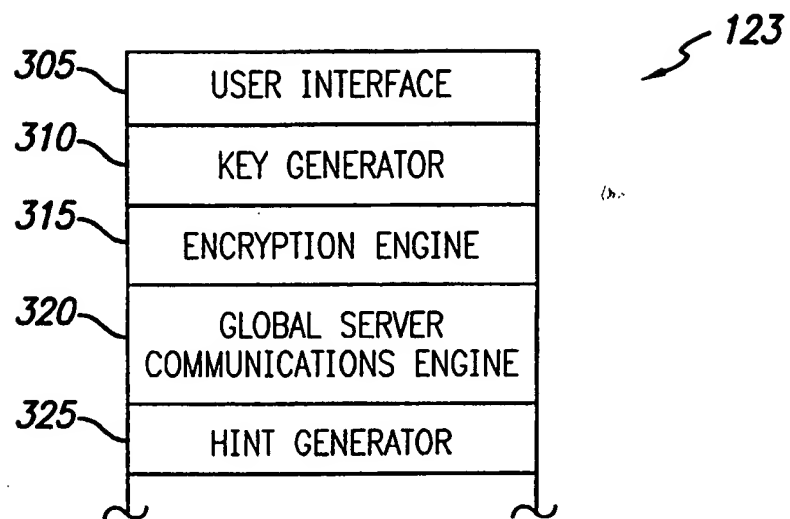 123
305 USER INTERFACE
310 KEY GENERATOR
315 ENCRYPTION ENGINE
320 GLOBAL SERVER
COMMUNICATIONS ENGINE
325 HINT GENERATOR